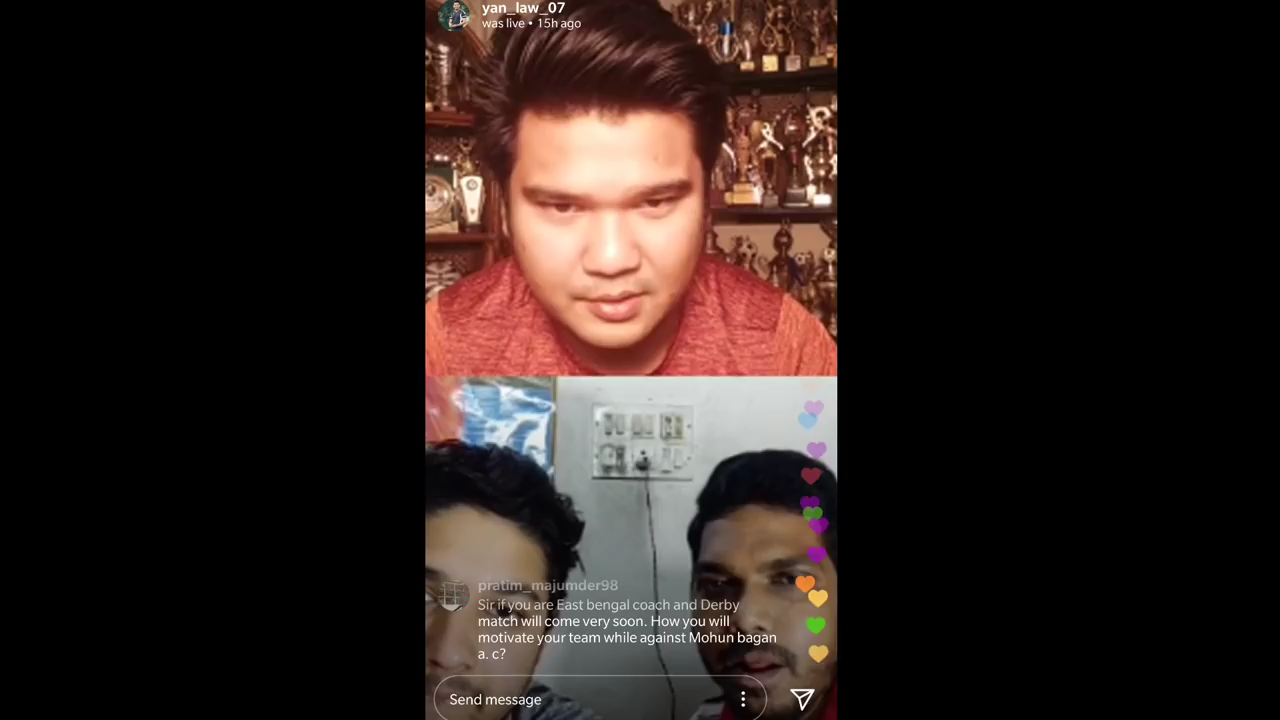 yan_law_07
was live • 15h ago
pratim_majumder98
Sir if you are East bengal coach and Derby
match will come very soon. How you will
motivate your team while against Mohun bagan
a. c?
Send message